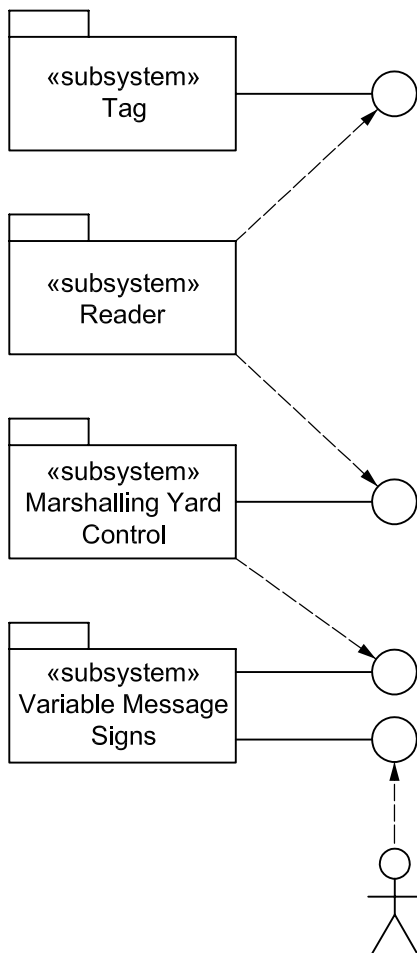 «subsystem»
Tag
«subsystem»
Reader
«subsystem»
Marshalling Yard
Control
«subsystem»
Variable Message
Signs